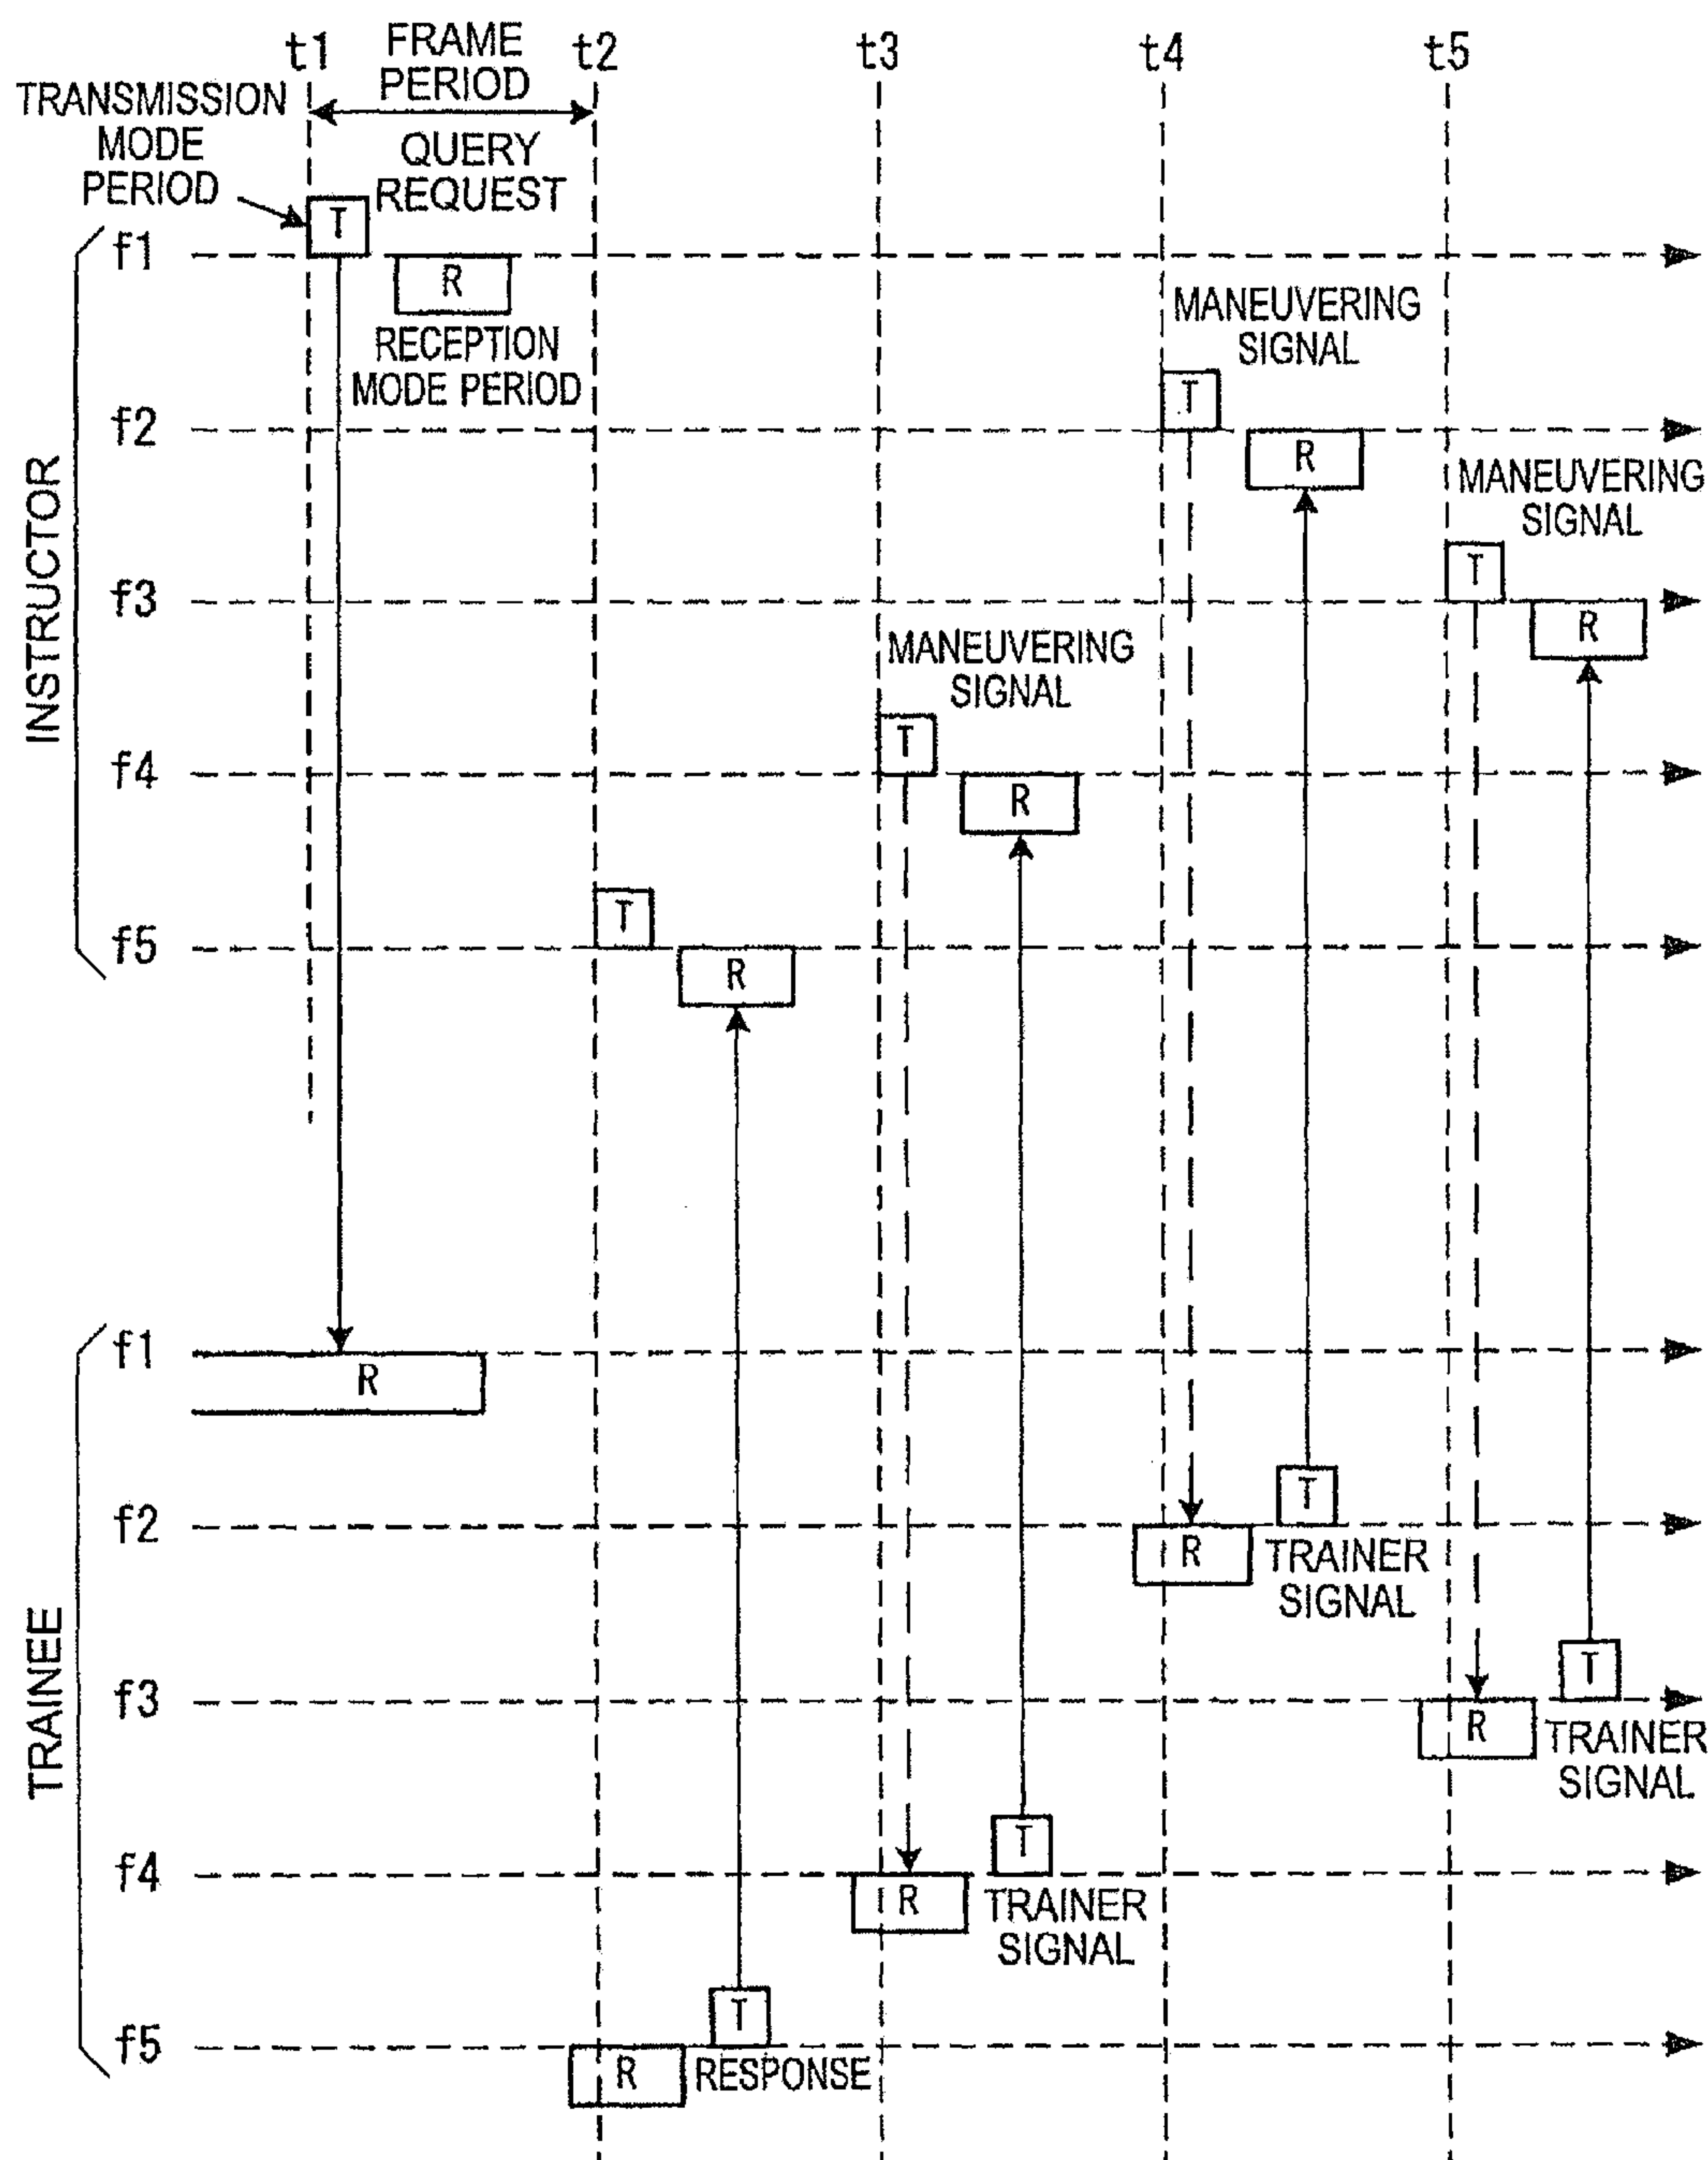 t1
FRAME
PERIOD
t2
t3
t4
t5
TRANSMISSION
MODE
PERIOD
QUERY
REQUEST
T
f1
R
RECEPTION
MODE PERIOD
MANEUVERING
SIGNAL
T
f2
R
MANEUVERING
SIGNAL
T
f3
R
INSTRUCTOR
MANEUVERING
SIGNAL
T
f4
R
T
f5
R
f1
R
T
f2
R
TRAINER
SIGNAL
TRAINEE
T
f3
R
TRAINER
SIGNAL
T
f4
R
TRAINER
SIGNAL
T
f5
R
RESPONSE